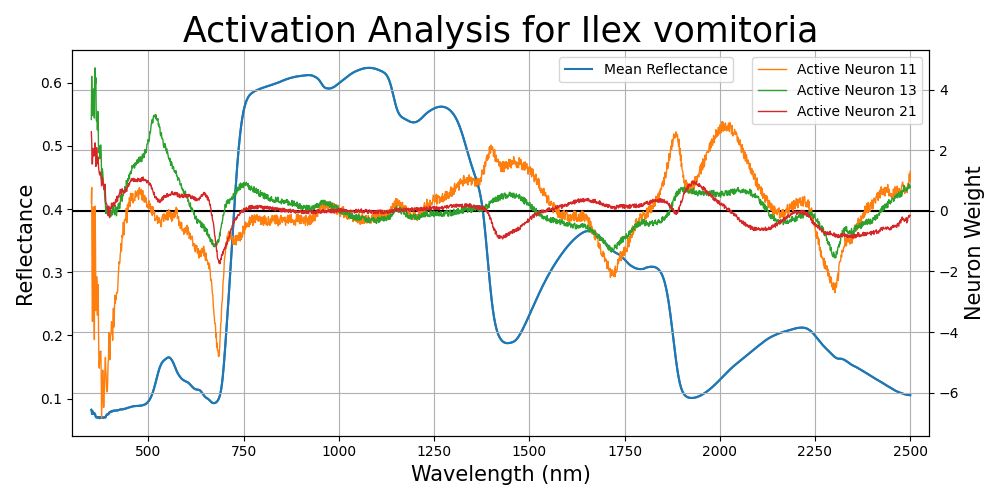 Activation Analysis for Ilex vomitoria
Mean Reflectance
Active Neuron 11
Active Neuron 13
Active Neuron 21
Reflectance
0.6
0.5
0.4
0.3
0.2
0.1
4
2
0
−2
−4
−6
Neuron Weight
500 750 1000 1250 1500 1750 2000 2250 2500
Wavelength (nm)